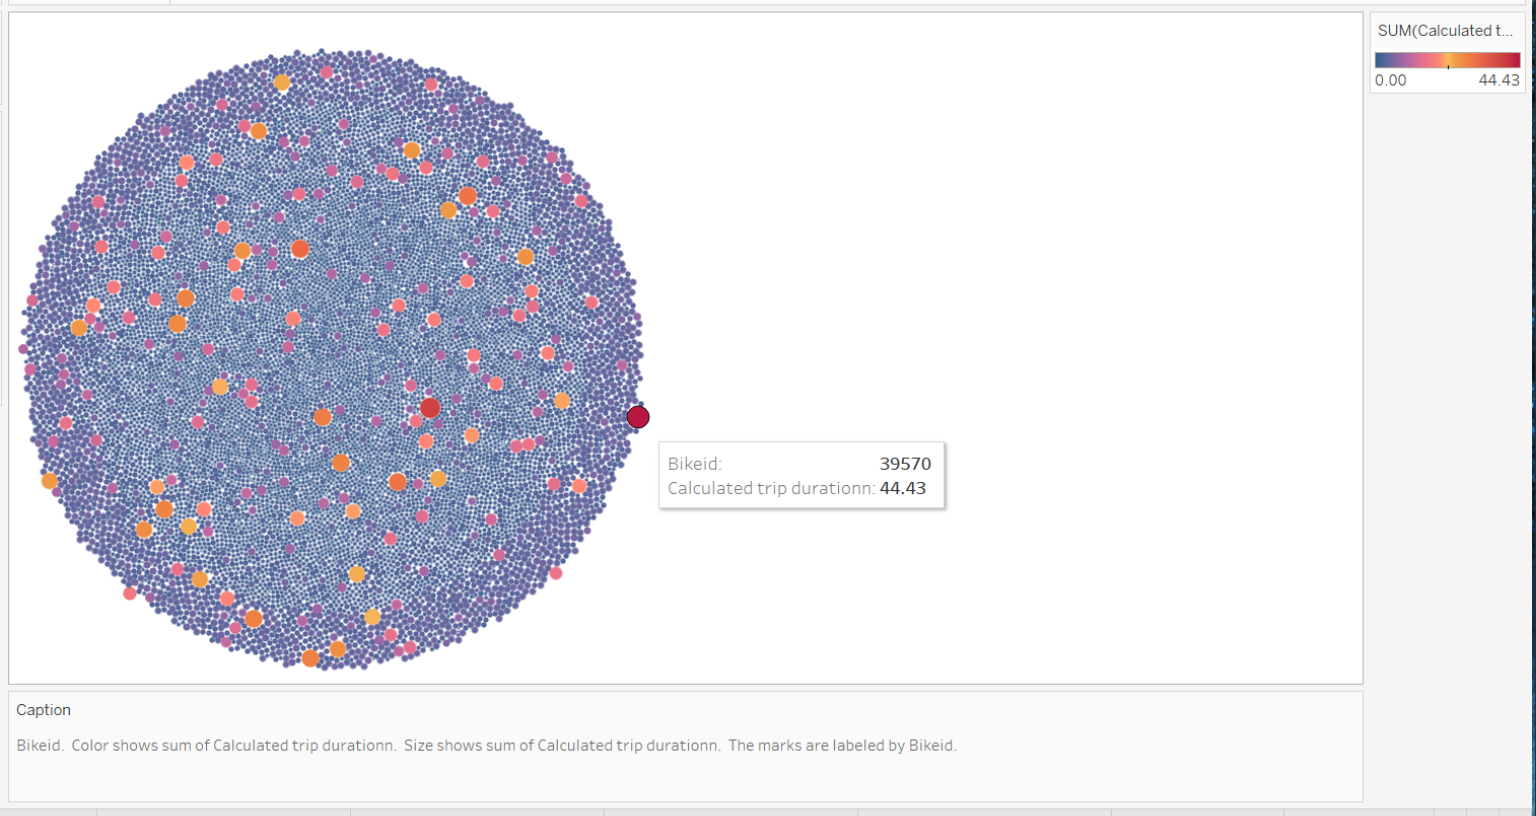 SUM(Calculated t...
0.00 44.43
Bikeid: 39570
Calculated trip durationn: 44.43
Caption
Bikeid. Color shows sum of Calculated trip durationn. Size shows sum of Calculated trip durationn. The marks are labeled by Bikeid.